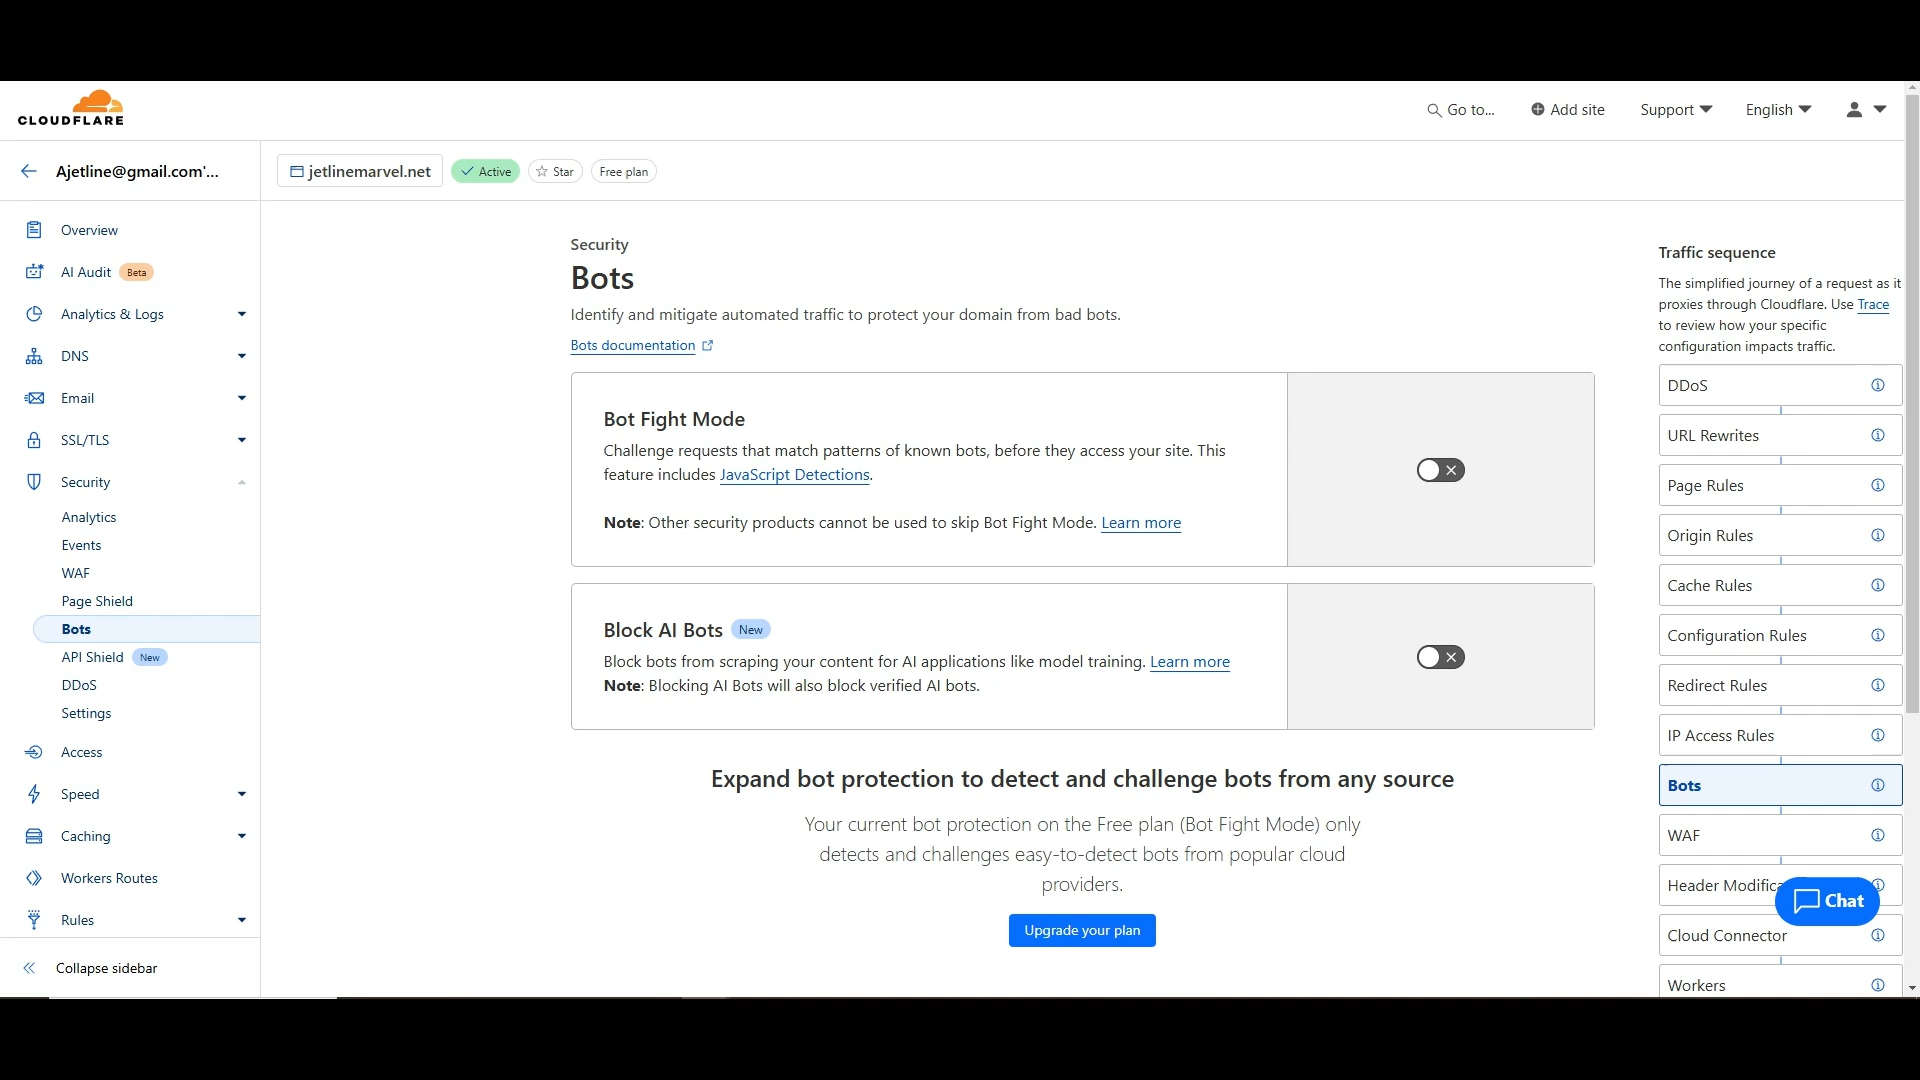 CLOUDFLARE
Go to...
Add site
Support
English
Ajetline@gmail.com'...
jetlinemarvel.net
Active
Star
Free plan
Overview
AI Audit Beta
Analytics & Logs
DNS
Email
SSL/TLS
Security
Analytics
Events
WAF
Page Shield
Bots
API Shield New
DDoS
Settings
Access
Speed
Caching
Workers Routes
Rules
Collapse sidebar
Security
Bots
Identify and mitigate automated traffic to protect your domain from bad bots.
Bots documentation
Bot Fight Mode
Challenge requests that match patterns of known bots, before they access your site. This
feature includes JavaScript Detections.
Note: Other security products cannot be used to skip Bot Fight Mode. Learn more
Block AI Bots New
Block bots from scraping your content for AI applications like model training. Learn more
Note: Blocking AI Bots will also block verified AI bots.
Expand bot protection to detect and challenge bots from any source
Your current bot protection on the Free plan (Bot Fight Mode) only
detects and challenges easy-to-detect bots from popular cloud
providers.
Upgrade your plan
Traffic sequence
The simplified journey of a request as it
proxies through Cloudflare. Use Trace
to review how your specific
configuration impacts traffic.
DDoS
URL Rewrites
Page Rules
Origin Rules
Cache Rules
Configuration Rules
Redirect Rules
IP Access Rules
Bots
WAF
Header Modifica
Chat
Cloud Connector
Workers